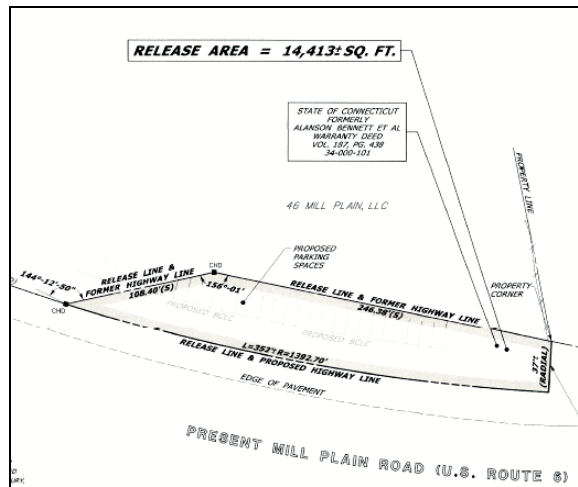 RELEASE AREA = 14,413± SQ. FT.
STATE OF CONNECTICUT
FORMERLY
ALANSON BENNETT ET AL
WARRANTY DEED
VOL. 187, PG. 438
34-000-101
PROPERTY LINE
46 MILL PLAIN, LLC
PROPOSED
PARKING
SPACES
CHD
PROPERTY
CORNER
144°-12'-50"
RELEASE LINE &
FORMER HIGHWAY LINE
108.40'(S)
156°-01'
RELEASE LINE & FORMER HIGHWAY LINE
246.38'(S)
CHD
PROPOSED BCLC
PROPOSED BCLC
37'±
(RADIAL)
L=352'± R=1392.70'
RELEASE LINE & PROPOSED HIGHWAY LINE
EDGE OF PAVEMENT
PRESENT MILL PLAIN ROAD (U.S. ROUTE 6)